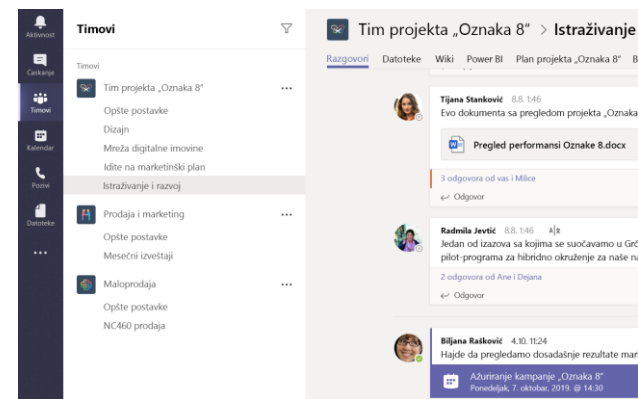 Aktivnost
Ćaskanje
Timovi
Kalendar
Pozivi
Datoteke
Timovi
Timovi
Tim projekta „Oznaka 8“
Opšte postavke
Dizajn
Mreža digitalne imovine
Idite na marketinški plan
Istraživanje i razvoj
Prodaja i marketing
Opšte postavke
Mesečni izveštaji
Maloprodaja
Opšte postavke
NC460 prodaja
Tim projekta „Oznaka 8“ > Istraživanje
Razgovori Datoteke Wiki Power BI Plan projekta „Oznaka 8“ B
Tijana Stanković 8.8. 1:46
Evo dokumenta sa pregledom projekta „Oznaka
Pregled performansi Oznake 8.docx
3 odgovora od vas i Milice
Odgovor
Radmila Jevtić 8.8. 1:46
Jedan od izazova sa kojima se suočavamo u Grč
pilot-programa za hibridno okruženje za naše na
2 odgovora od Ane i Dejana
Odgovor
Biljana Rašković 4.10. 11:24
Hajde da pregledamo dosadašnje rezultate mar
Ažuriranje kampanje „Oznaka 8“
Ponedeljak, 7. oktobar, 2019. @ 14:30